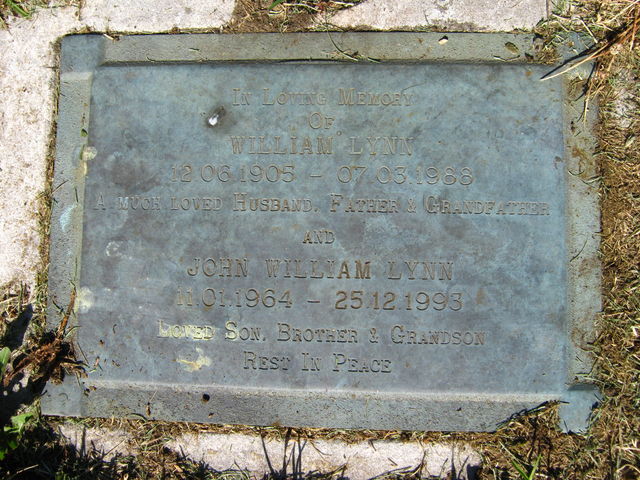 In Loving Memory
Of
WILLIAM LYNN
12.06.1905 - 07.03.1988
A much loved Husband, Father & Grandfather
and
JOHN WILLIAM LYNN
11.01.1964 - 25.12.1993
Loved Son, Brother & Grandson
Rest In Peace